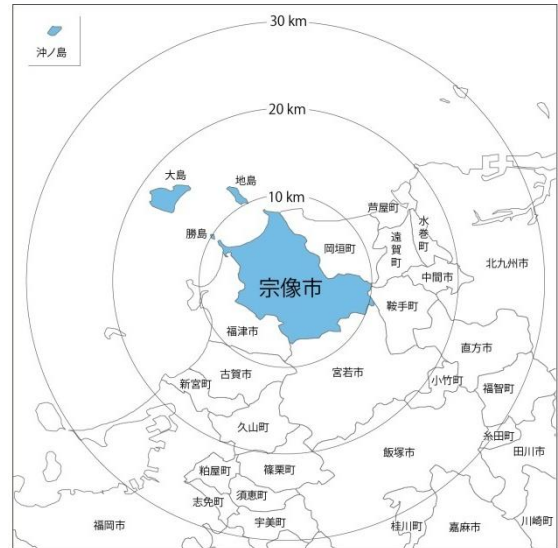 30 km
沖ノ島
20 km
大島
地島
10 km
芦屋町
水巻町
勝島
岡垣町
遠賀町
北九州市
中間市
宗像市
鞍手町
福津市
直方市
古賀市
宮若市
小竹町
新宮町
福智町
久山町
糸田町
飯塚市
田川市
粕屋町
篠栗町
須恵町
志免町
宇美町
福岡市
桂川町
嘉麻市
川崎町